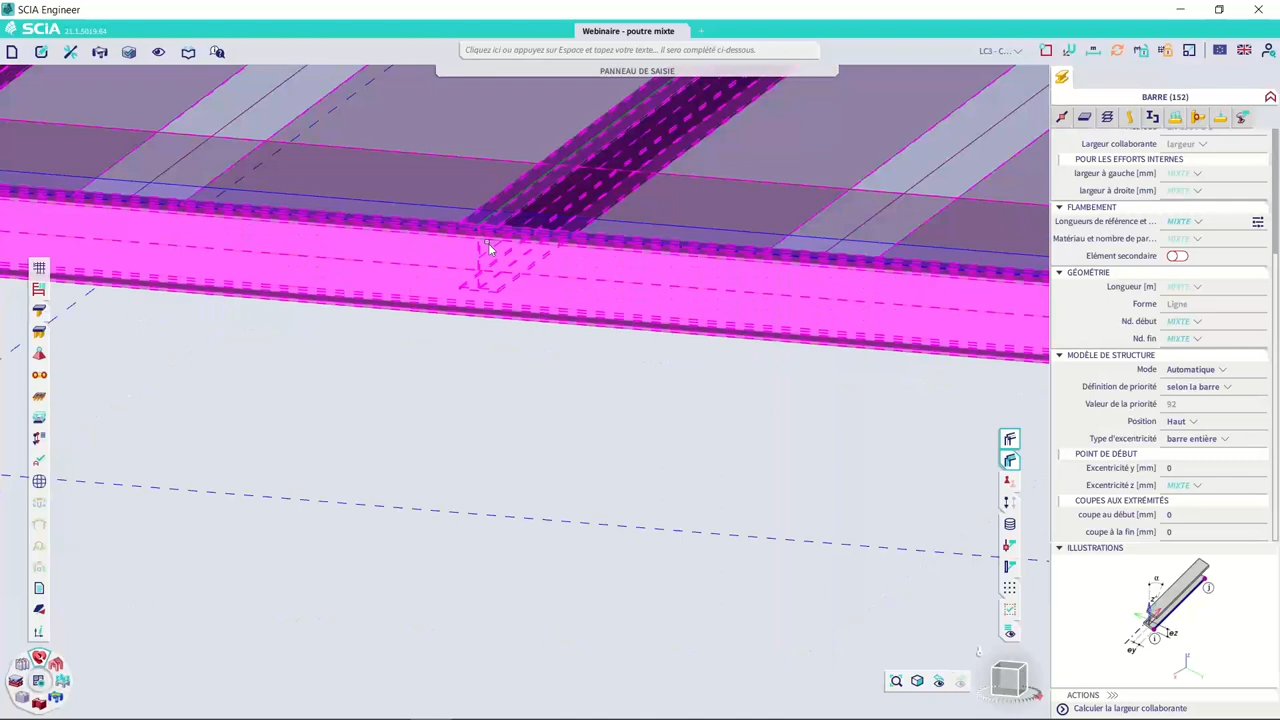 SCIA Engineer
SCIA 21.1.5019.64
Webinaire - poutre mixte
Cliquez ici ou appuyez sur Espace et tapez votre texte... Il sera complété ci-dessous.
LC3 - C...
PANNEAU DE SAISIE
BARRE (152)
Largeur collaborante largeur
POUR LES EFFORTS INTERNES
largeur à gauche [mm] MIXTE
largeur à droite [mm] MIXTE
FLAMBEMENT
Longueurs de référence et ... MIXTE
Matériau et nombre de par... MIXTE
Elément secondaire
GÉOMÉTRIE
Longueur [m] MIXTE
Forme Ligne
Nd. début MIXTE
Nd. fin MIXTE
MODÈLE DE STRUCTURE
Mode Automatique
Définition de priorité selon la barre
Valeur de la priorité 92
Position Haut
Type d'excentricité barre entière
POINT DE DÉBUT
Excentricité y [mm] 0
Excentricité z [mm] MIXTE
COUPES AUX EXTRÉMITÉS
coupe au début [mm] 0
coupe à la fin [mm] 0
ILLUSTRATIONS
α
z
j
ez
i
ey
ACTIONS >>>
Calculer la largeur collaborante